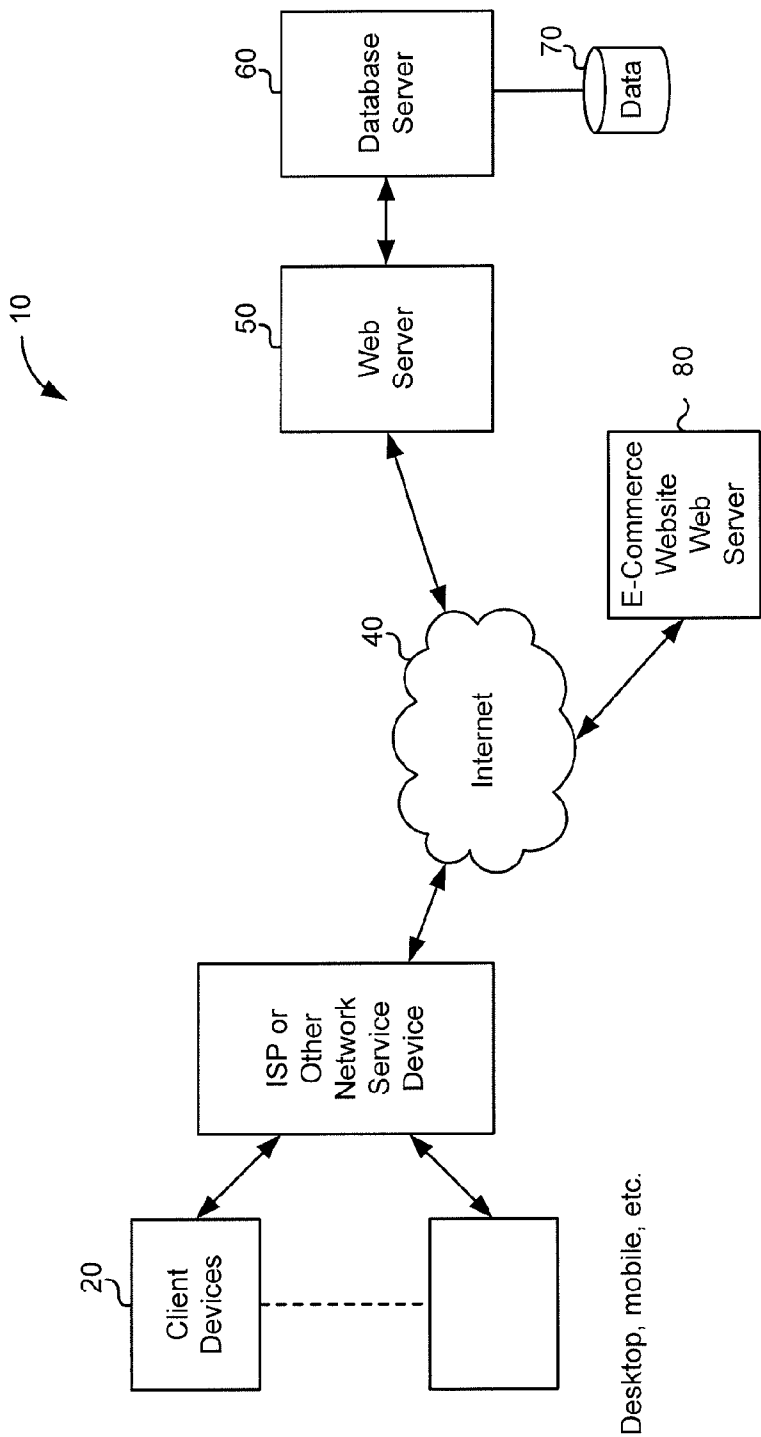 10
20
Client
Devices
Desktop, mobile, etc.
ISP or
Other
Network
Service
Device
40
Internet
50
Web
Server
60
Database
Server
70
Data
80
E-Commerce
Website
Web
Server